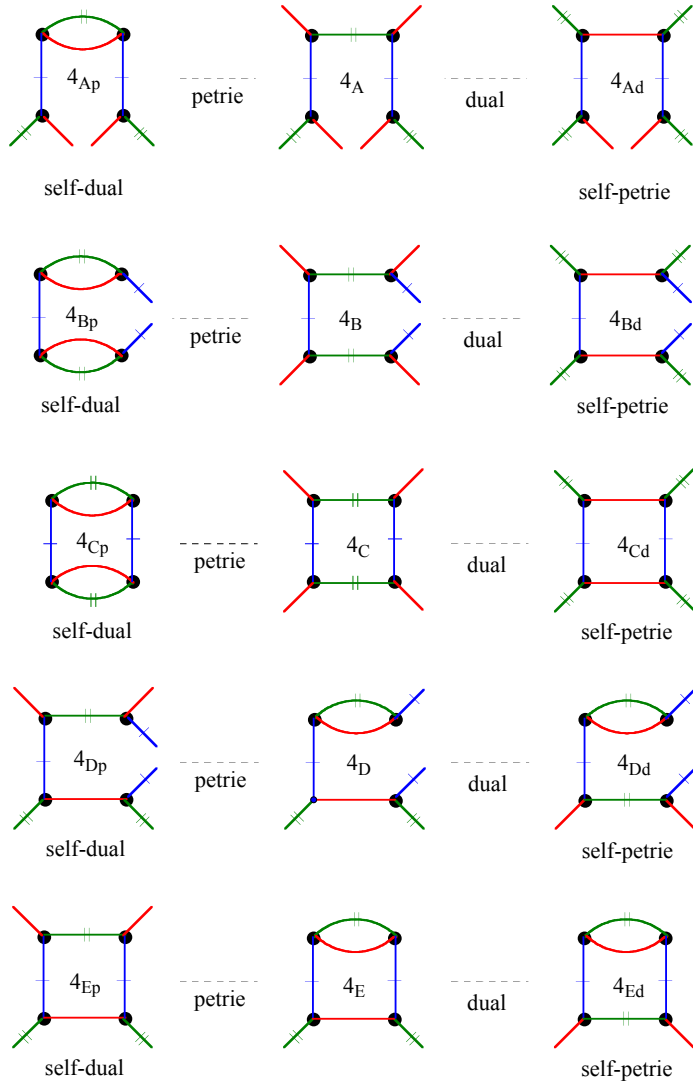 4Ap petrie 4A dual 4Ad
self-dual self-petrie
4Bp petrie 4B dual 4Bd
self-dual self-petrie
4Cp petrie 4C dual 4Cd
self-dual self-petrie
4Dp petrie 4D dual 4Dd
self-dual self-petrie
4Ep petrie 4E dual 4Ed
self-dual self-petrie